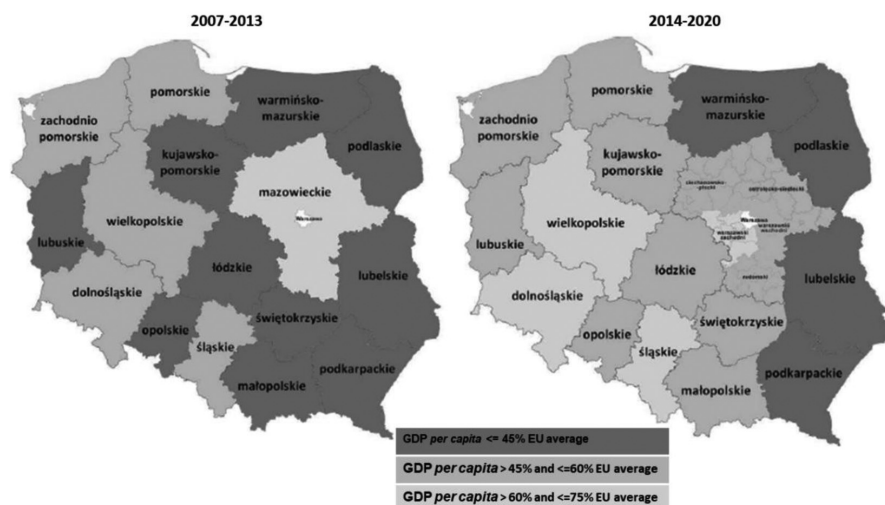 2007-2013
pomorskie
warmińsko-
mazurskie
zachodnio
pomorskie
podlaskie
kujawsko-
pomorskie
mazowieckie
Warszawa
wielkopolskie
lubuskie
łódzkie
lubelskie
dolnośląskie
opolskie
świętokrzyskie
śląskie
podkarpackie
małopolskie
2014-2020
pomorskie
warmińsko-
mazurskie
zachodnio
pomorskie
podlaskie
kujawsko-
pomorskie
Warszawa
wielkopolskie
lubuskie
łódzkie
lubelskie
dolnośląskie
opolskie
świętokrzyskie
śląskie
podkarpackie
małopolskie
GDP per capita <= 45% EU average
GDP per capita > 45% and <=60% EU average
GDP per capita > 60% and <=75% EU average